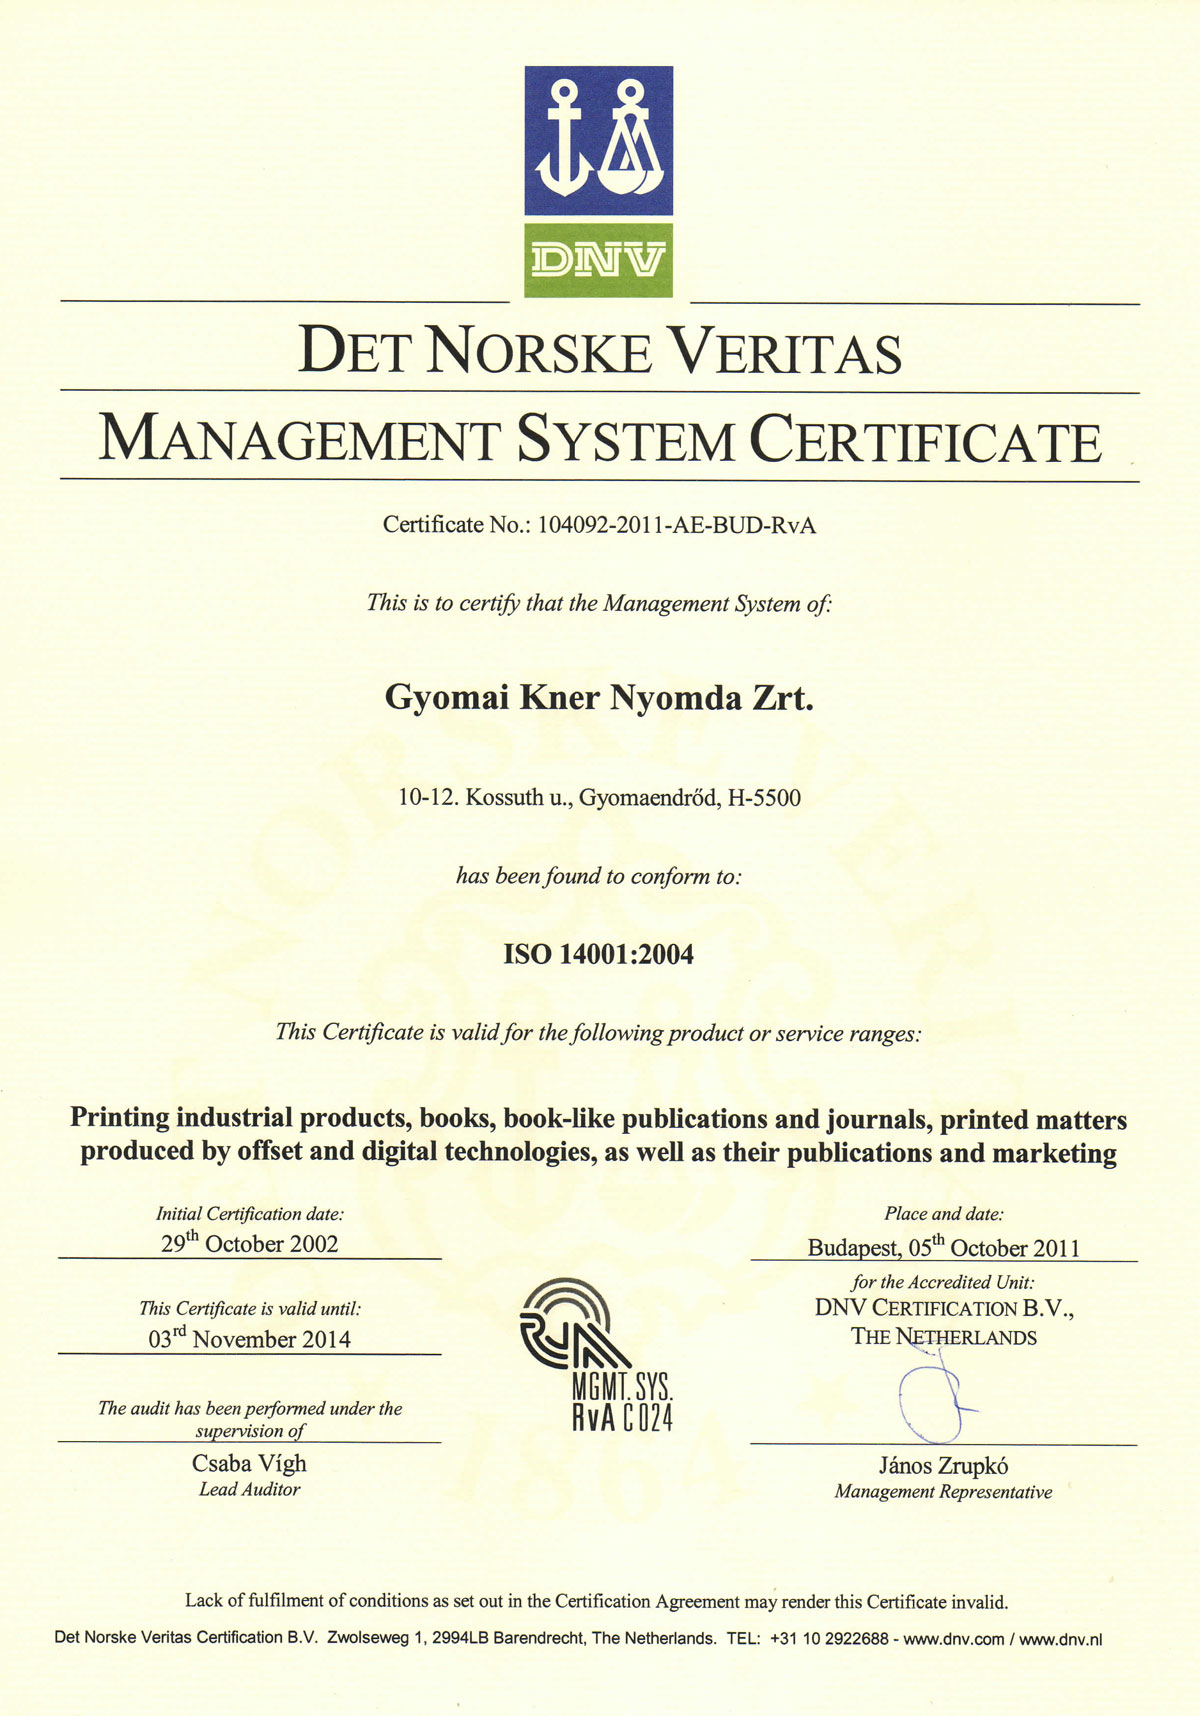 DNV
DET NORSKE VERITAS
MANAGEMENT SYSTEM CERTIFICATE
Certificate No.: 104092-2011-AE-BUD-RvA
This is to certify that the Management System of:
Gyomai Kner Nyomda Zrt.
10-12. Kossuth u., Gyomaendrőd, H-5500
has been found to conform to:
ISO 14001:2004
This Certificate is valid for the following product or service ranges:
Printing industrial products, books, book-like publications and journals, printed matters
produced by offset and digital technologies, as well as their publications and marketing
Initial Certification date:
29th October 2002
This Certificate is valid until:
03rd November 2014
The audit has been performed under the
supervision of
Csaba Vígh
Lead Auditor
RvA
MGMT. SYS.
RvA C 024
Place and date:
Budapest, 05th October 2011
for the Accredited Unit:
DNV CERTIFICATION B.V.,
THE NETHERLANDS
János Zrupkó
Management Representative
Lack of fulfilment of conditions as set out in the Certification Agreement may render this Certificate invalid.
Det Norske Veritas Certification B.V. Zwolseweg 1, 2994LB Barendrecht, The Netherlands. TEL: +31 10 2922688 - www.dnv.com / www.dnv.nl